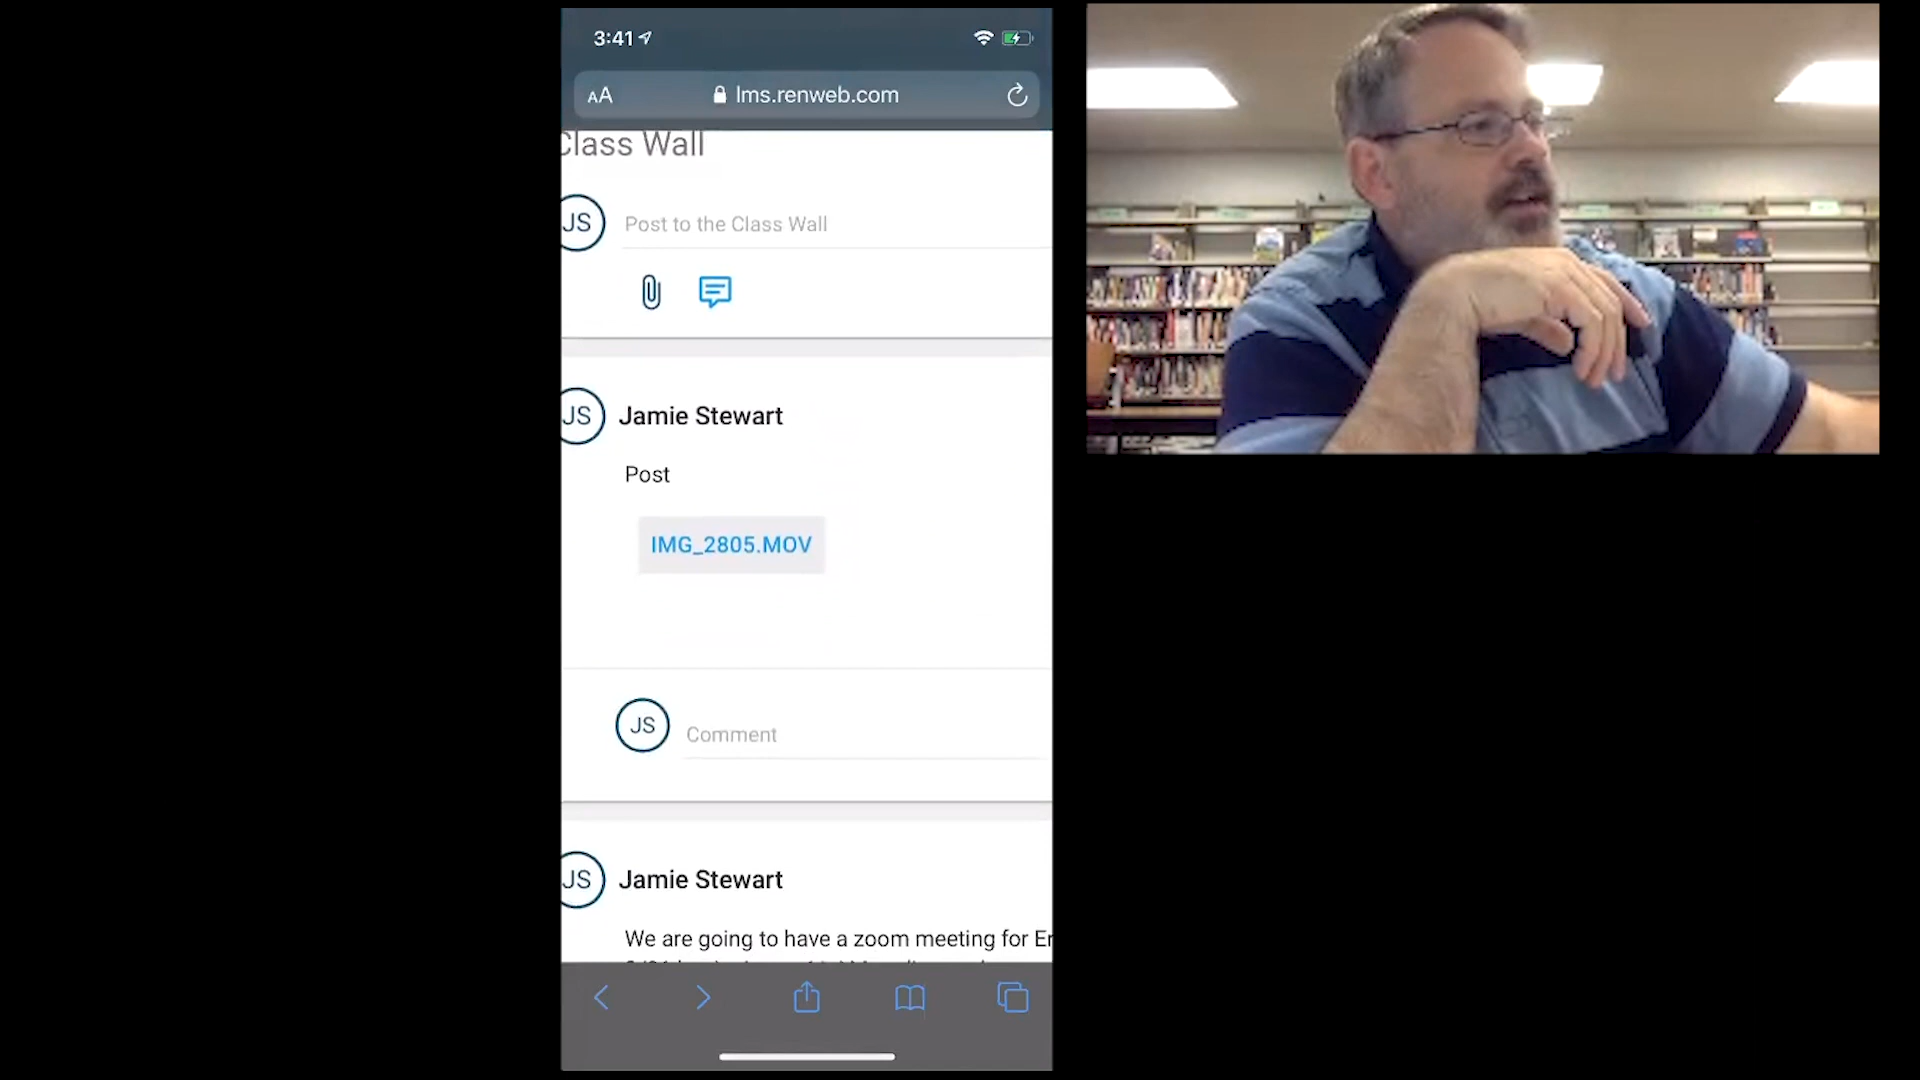 3:41
AA lms.renweb.com
Class Wall
JS Post to the Class Wall
JS Jamie Stewart
Post
IMG_2805.MOV
JS Comment
JS Jamie Stewart
We are going to have a zoom meeting for